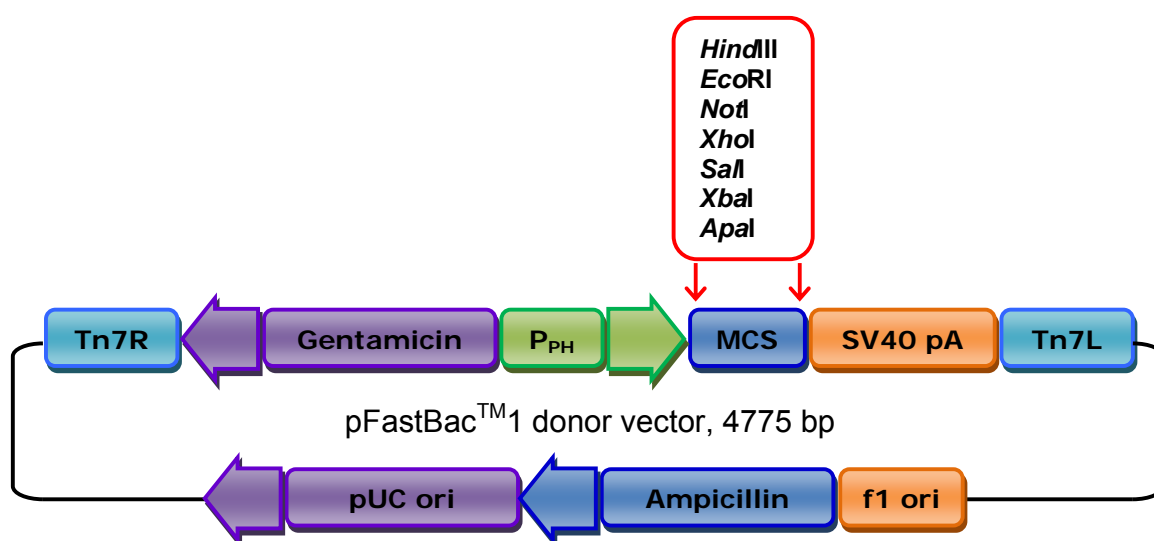 HindIII
EcoRI
NotI
XhoI
SalI
XbaI
ApaI
Tn7R Gentamicin PPH MCS SV40 pA Tn7L
pFastBacTM1 donor vector, 4775 bp
pUC ori Ampicillin f1 ori